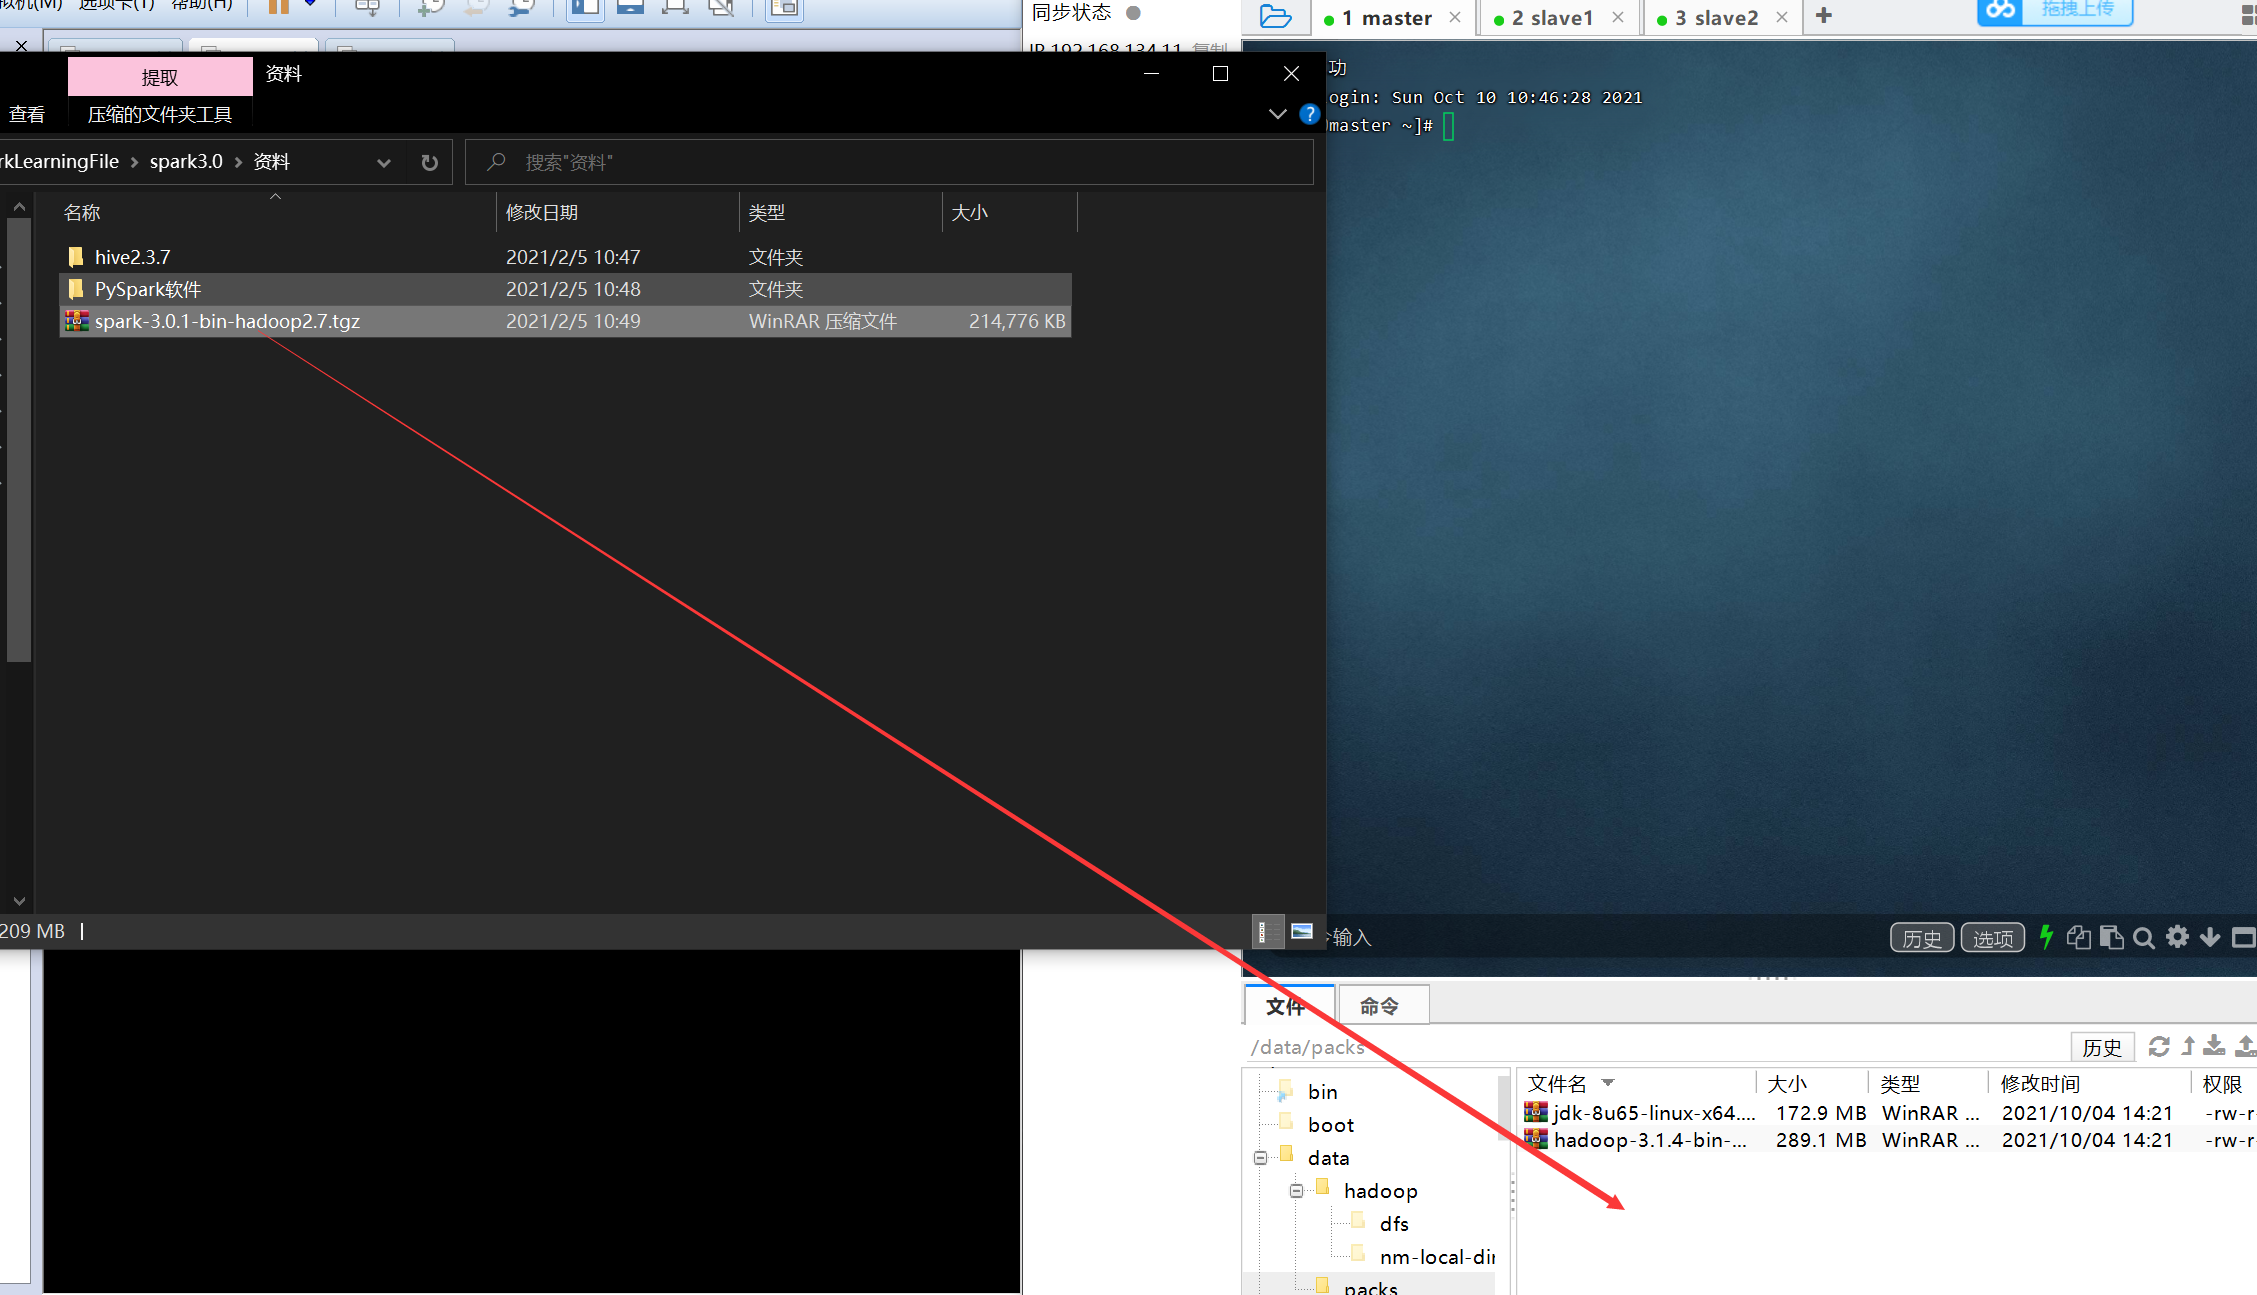 拟机(M) 选项卡(T) 帮助(H)
同步状态
IP 192.168.134.11 复制
1 master
2 slave1
3 slave2
拖拽上传
提取
资料
查看
压缩的文件夹工具
rkLearningFile
spark3.0
资料
搜索"资料"
名称
修改日期
类型
大小
hive2.3.7
2021/2/5 10:47
文件夹
PySpark软件
2021/2/5 10:48
文件夹
spark-3.0.1-bin-hadoop2.7.tgz
2021/2/5 10:49
WinRAR 压缩文件
214,776 KB
209 MB
功
ogin: Sun Oct 10 10:46:28 2021
master ~]#
输入
历史
选项
文件
命令
/data/packs
历史
bin
boot
data
hadoop
dfs
nm-local-dir
packs
文件名
大小
类型
修改时间
权限
jdk-8u65-linux-x64....
172.9 MB
WinRAR ...
2021/10/04 14:21
-rw-r
hadoop-3.1.4-bin-...
289.1 MB
WinRAR ...
2021/10/04 14:21
-rw-r